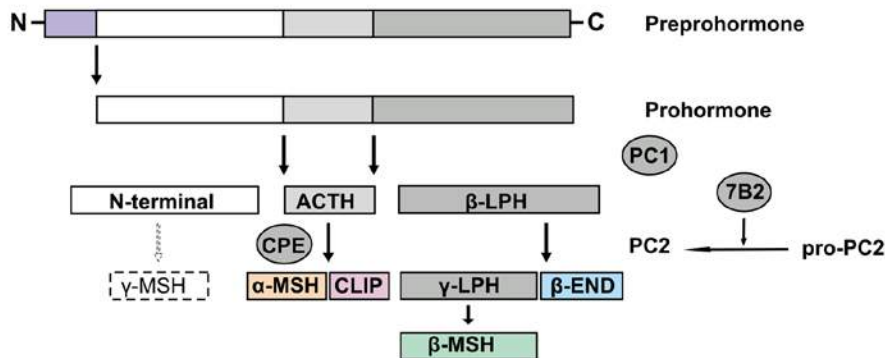 N
C
Preprohormone
Prohormone
PC1
N-terminal
ACTH
β-LPH
7B2
CPE
PC2
pro-PC2
γ-MSH
α-MSH
CLIP
γ-LPH
β-END
β-MSH